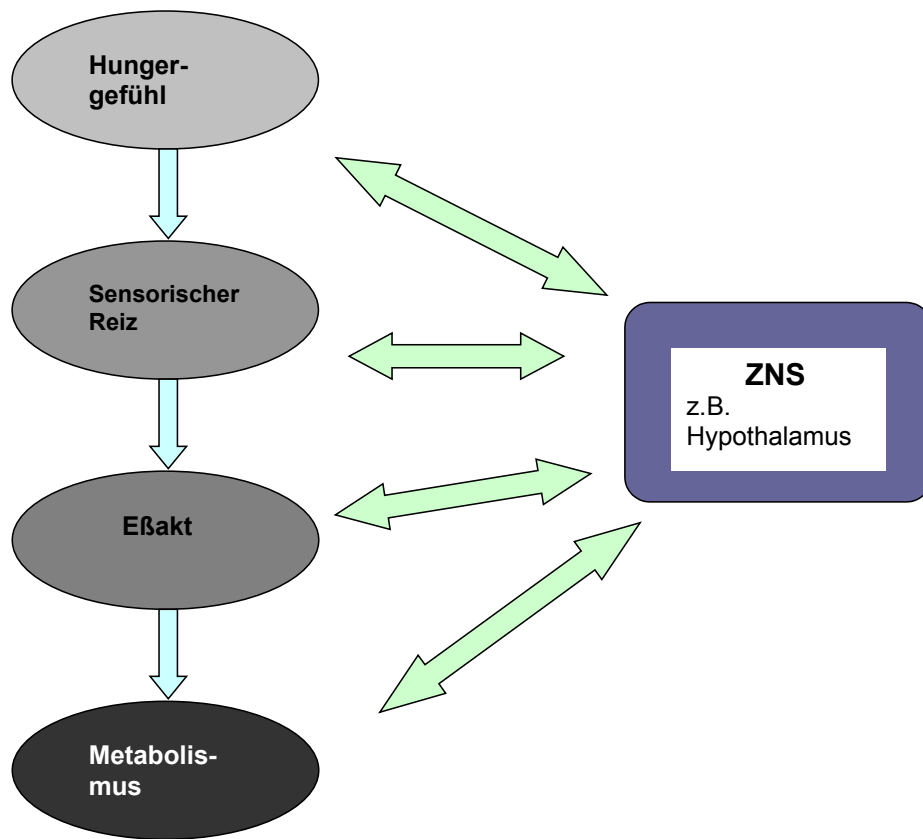 Hunger-
gefühl
Sensorischer
Reiz
ZNS
z.B.
Hypothalamus
Eßakt
Metabolis-
mus